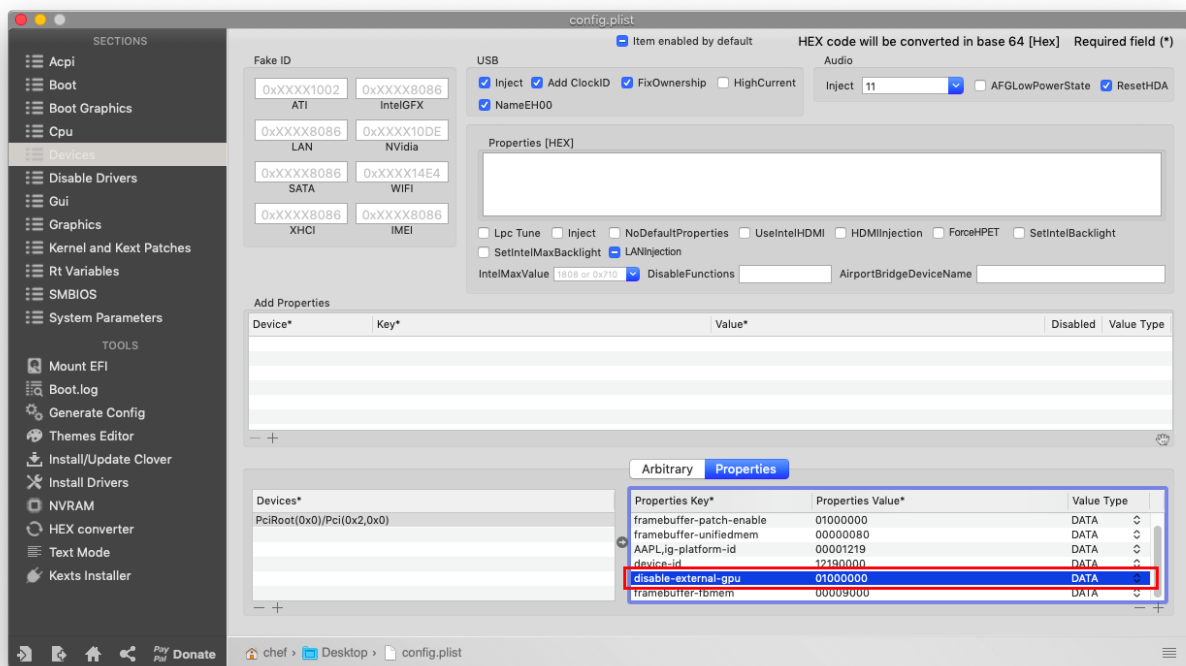 config.plist
SECTIONS
Acpi
Boot
Boot Graphics
Cpu
Devices
Disable Drivers
Gui
Graphics
Kernel and Kext Patches
Rt Variables
SMBIOS
System Parameters
TOOLS
Mount EFI
Boot.log
Generate Config
Themes Editor
Install/Update Clover
Install Drivers
NVRAM
HEX converter
Text Mode
Kexts Installer
Pay Pal Donate
Item enabled by default HEX code will be converted in base 64 [Hex] Required field (*)
Fake ID
0xXXXX1002 0xXXXX8086
ATI IntelGFX
0xXXXX8086 0xXXXX10DE
LAN NVidia
0xXXXX8086 0xXXXX14E4
SATA WIFI
0xXXXX8086 0xXXXX8086
XHCI IMEI
USB
Inject Add ClockID FixOwnership HighCurrent
NameEH00
Audio
Inject 11 AFGLowPowerState ResetHDA
Properties [HEX]
Lpc Tune Inject NoDefaultProperties UseIntelHDMI HDMIInjection ForceHPET SetIntelBacklight
SetIntelMaxBacklight LANInjection
IntelMaxValue 1808 or 0x710 DisableFunctions AirportBridgeDeviceName
Add Properties
Device* Key* Value* Disabled Value Type
Arbitrary Properties
Devices*
PciRoot(0x0)/Pci(0x2,0x0)
Properties Key* Properties Value* Value Type
framebuffer-patch-enable 01000000 DATA
framebuffer-unifiedmem 00000080 DATA
AAPL,ig-platform-id 00001219 DATA
device-id 12190000 DATA
disable-external-gpu 01000000 DATA
framebuffer-fbmem 00009000 DATA
chef › Desktop › config.plist